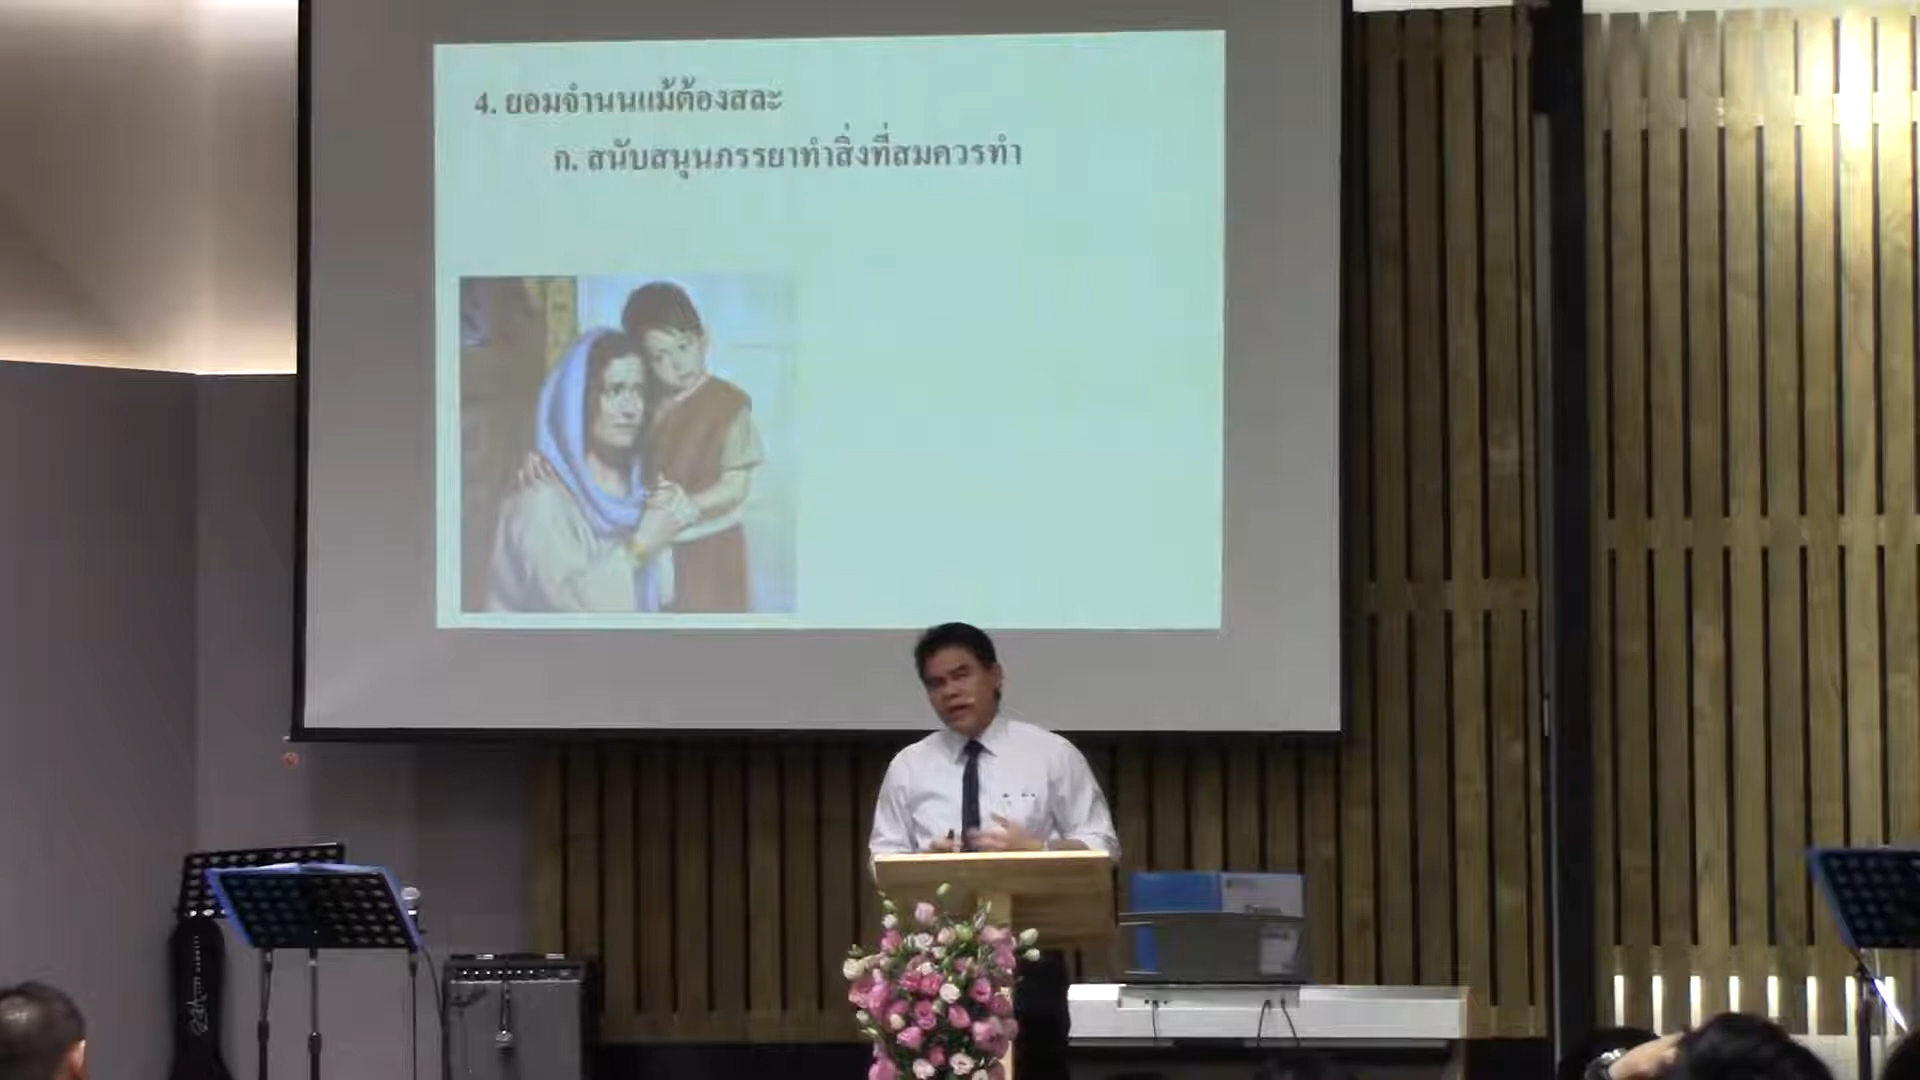 4. ยอมจำนนแม้ต้องสละ
ก. สนับสนุนภรรยาทำสิ่งที่สมควรทำ